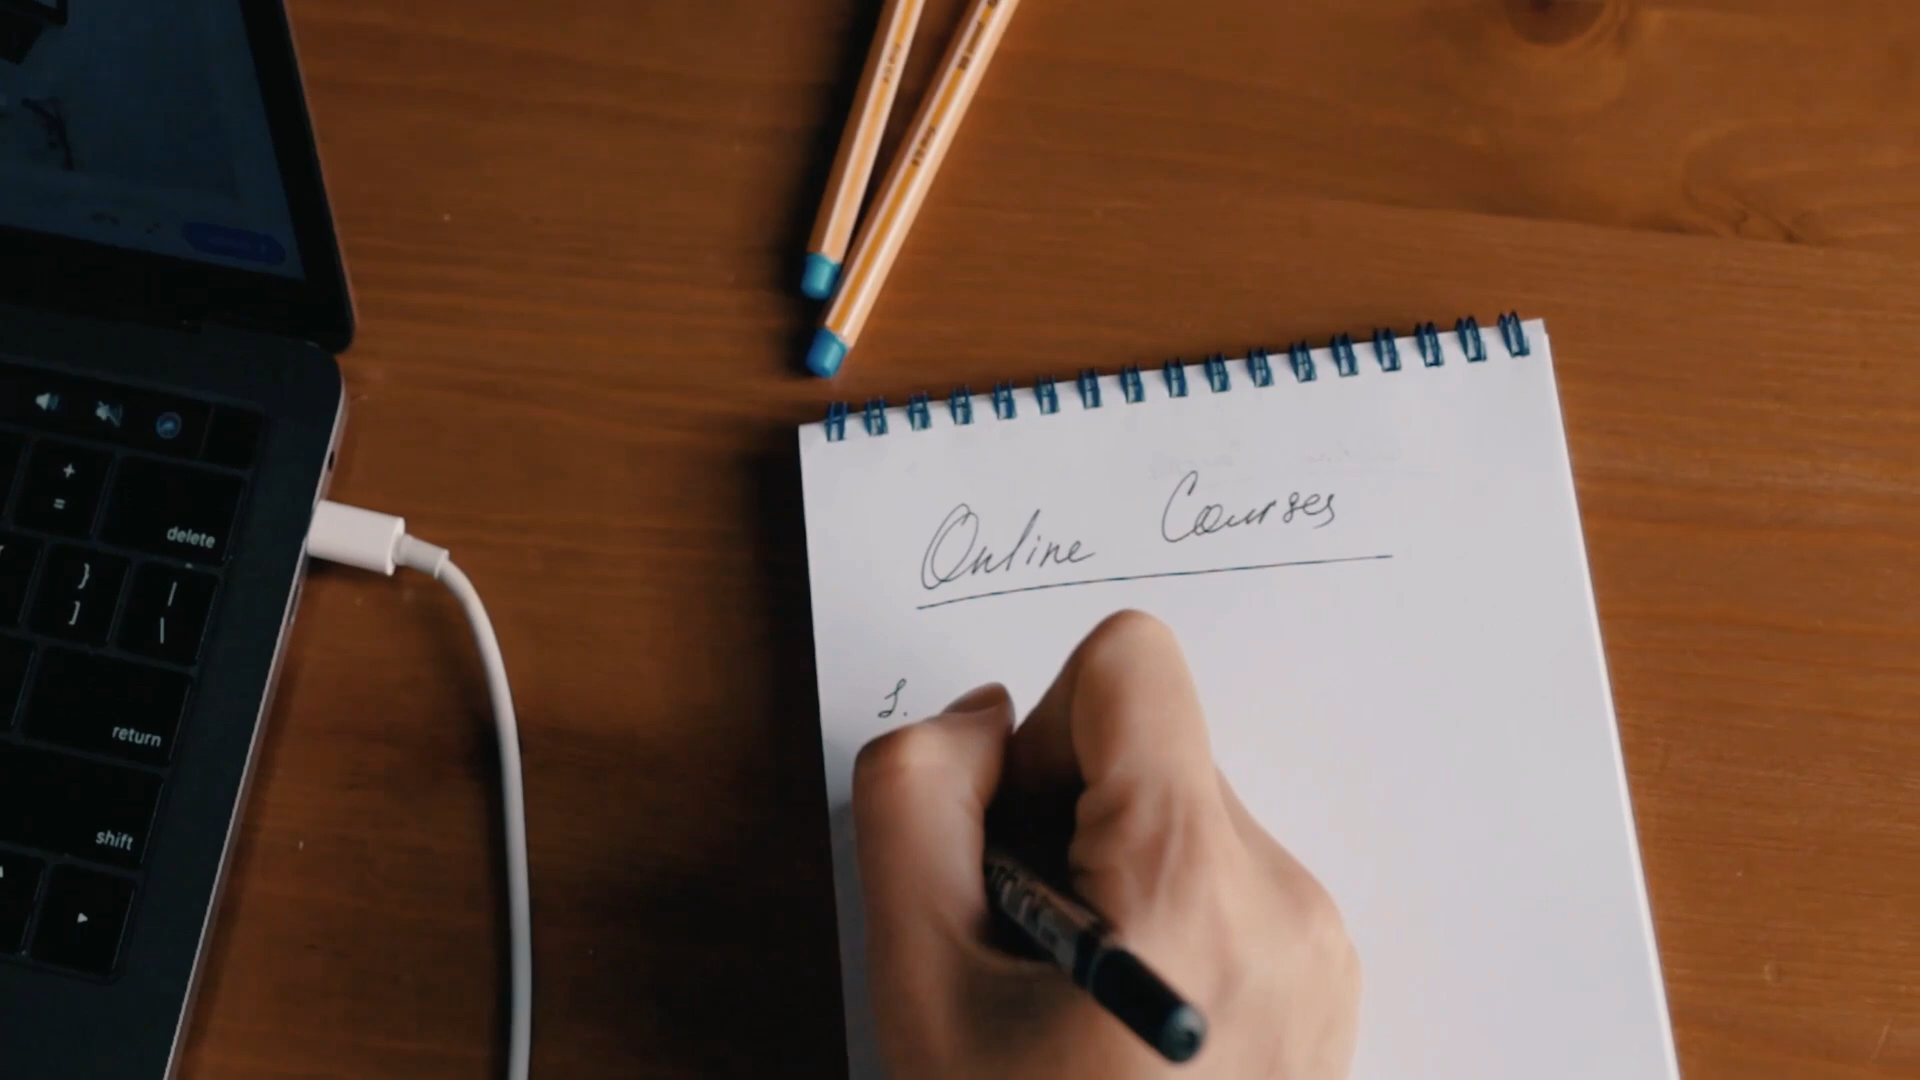 Online Courses
1.
+
=
delete
}
]
|
\
return
shift